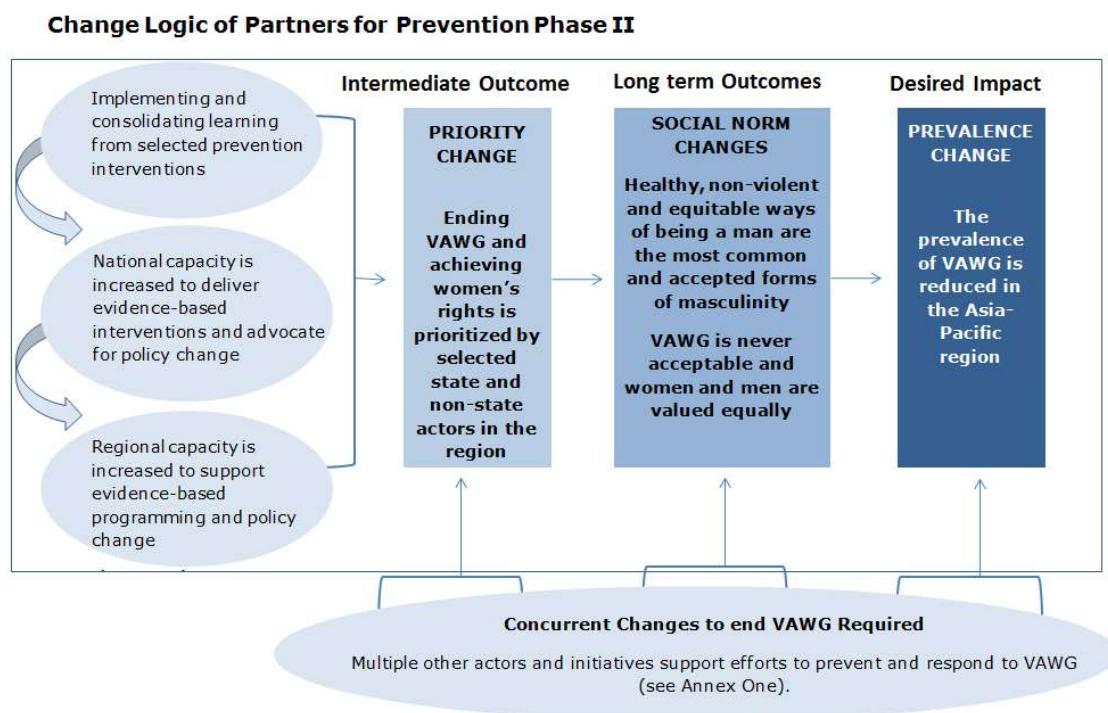 Change Logic of Partners for Prevention Phase II
Implementing and
consolidating learning
from selected prevention
interventions
National capacity is
increased to deliver
evidence-based
interventions and advocate
for policy change
Regional capacity is
increased to support
evidence-based
programming and policy
change
Intermediate Outcome
PRIORITY
CHANGE
Ending
VAWG and
achieving
women's
rights is
prioritized by
selected
state and
non-state
actors in the
region
Long term Outcomes
SOCIAL NORM
CHANGES
Healthy, non-violent
and equitable ways
of being a man are
the most common
and accepted forms
of masculinity
VAWG is never
acceptable and
women and men are
valued equally
Desired Impact
PREVALENCE
CHANGE
The
prevalence
of VAWG is
reduced in
the Asia-
Pacific
region
Concurrent Changes to end VAWG Required
Multiple other actors and initiatives support efforts to prevent and respond to VAWG
(see Annex One).